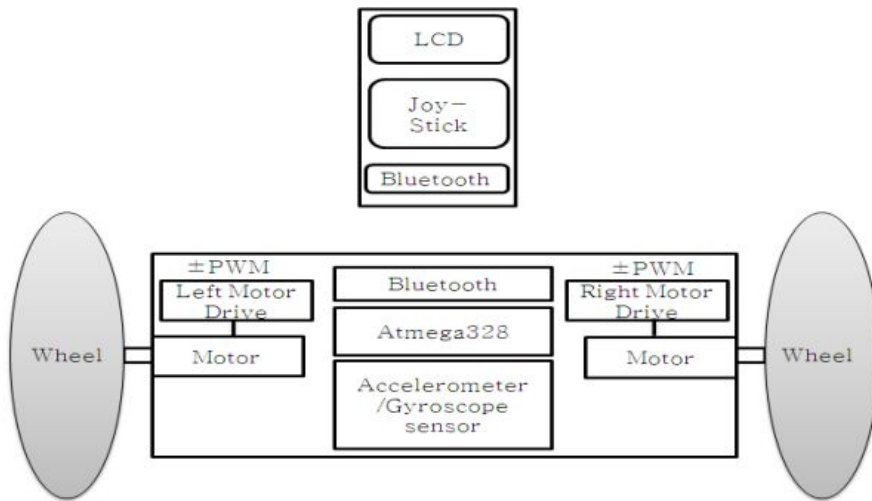 LCD
Joy-
Stick
Bluetooth
±PWM
Left Motor
Drive
Motor
Wheel
Bluetooth
Atmega328
Accelerometer
/Gyroscope
sensor
±PWM
Right Motor
Drive
Motor
Wheel